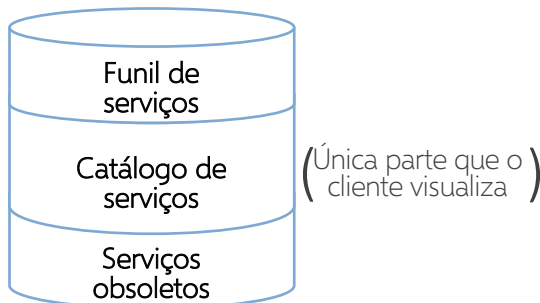 Funil de
serviços
Catálogo de
serviços
(Única parte que o
cliente visualiza)
Serviços
obsoletos